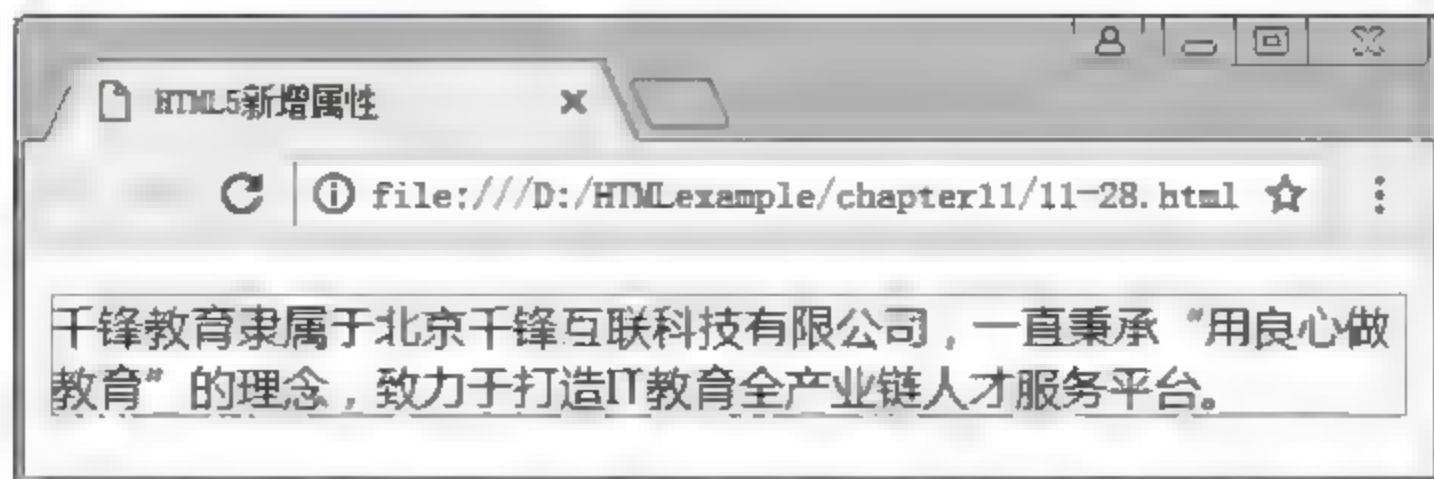 HTML5新增属性
file:///D:/HTMLexample/chapter11/11-28.html
千锋教育隶属于北京千锋互联科技有限公司，一直秉承“用良心做
教育”的理念，致力于打造IT教育全产业链人才服务平台。